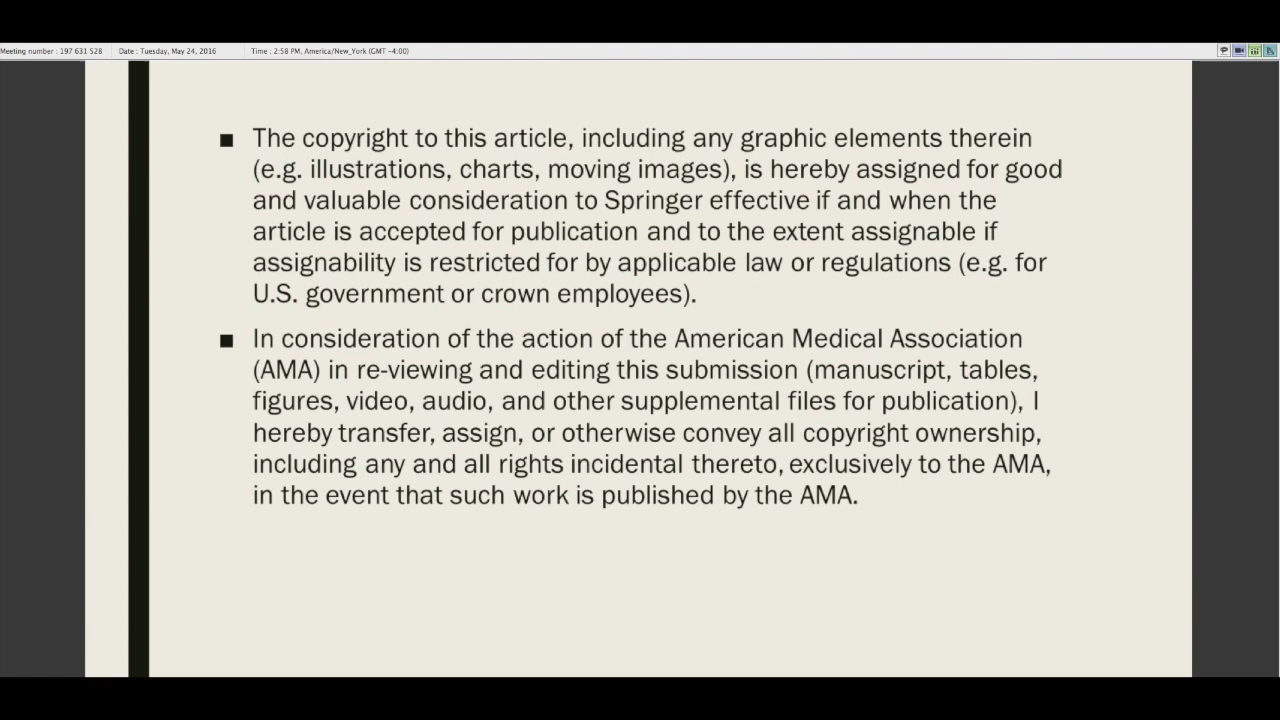 Meeting number : 197 631 528 Date : Tuesday, May 24, 2016 Time : 2:58 PM, America/New_York (GMT -4:00)
■ The copyright to this article, including any graphic elements therein
(e.g. illustrations, charts, moving images), is hereby assigned for good
and valuable consideration to Springer effective if and when the
article is accepted for publication and to the extent assignable if
assignability is restricted for by applicable law or regulations (e.g. for
U.S. government or crown employees).
■ In consideration of the action of the American Medical Association
(AMA) in re-viewing and editing this submission (manuscript, tables,
figures, video, audio, and other supplemental files for publication), I
hereby transfer, assign, or otherwise convey all copyright ownership,
including any and all rights incidental thereto, exclusively to the AMA,
in the event that such work is published by the AMA.